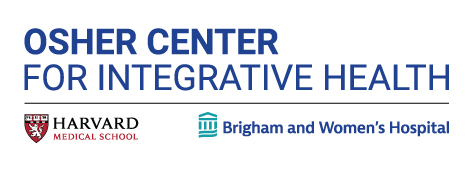 OSHER CENTER
FOR INTEGRATIVE HEALTH
HARVARD
MEDICAL SCHOOL
Brigham and Women's Hospital